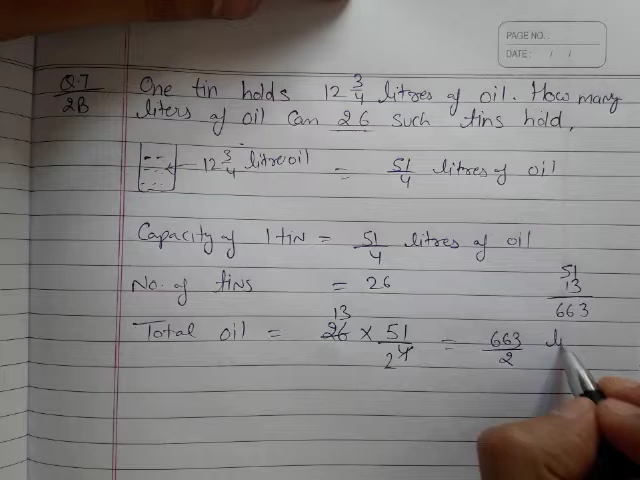 PAGE NO.:
DATE: / /
Q.7 One tin holds 12 3/4 litres of oil. How many
2B liters of oil can 26 such tins hold,
12 3/4 litre oil = 51/4 litres of oil
Capacity of 1 tin = 51/4 litres of oil
No. of tins = 26
51
13
663
13
Total oil = 26 × 51/4 = 663/2
2